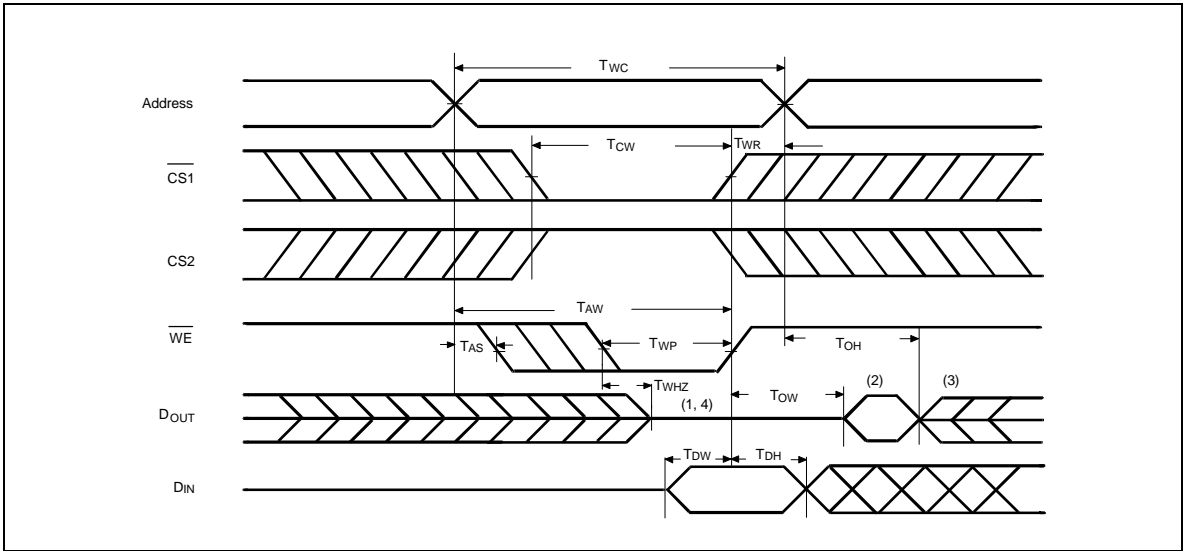 TWC
Address
TCW
TWR
CS1
CS2
TAW
WE
TAS
TWP
TOH
TWHZ
(1, 4)
TOW
(2)
(3)
DOUT
TDW
TDH
DIN